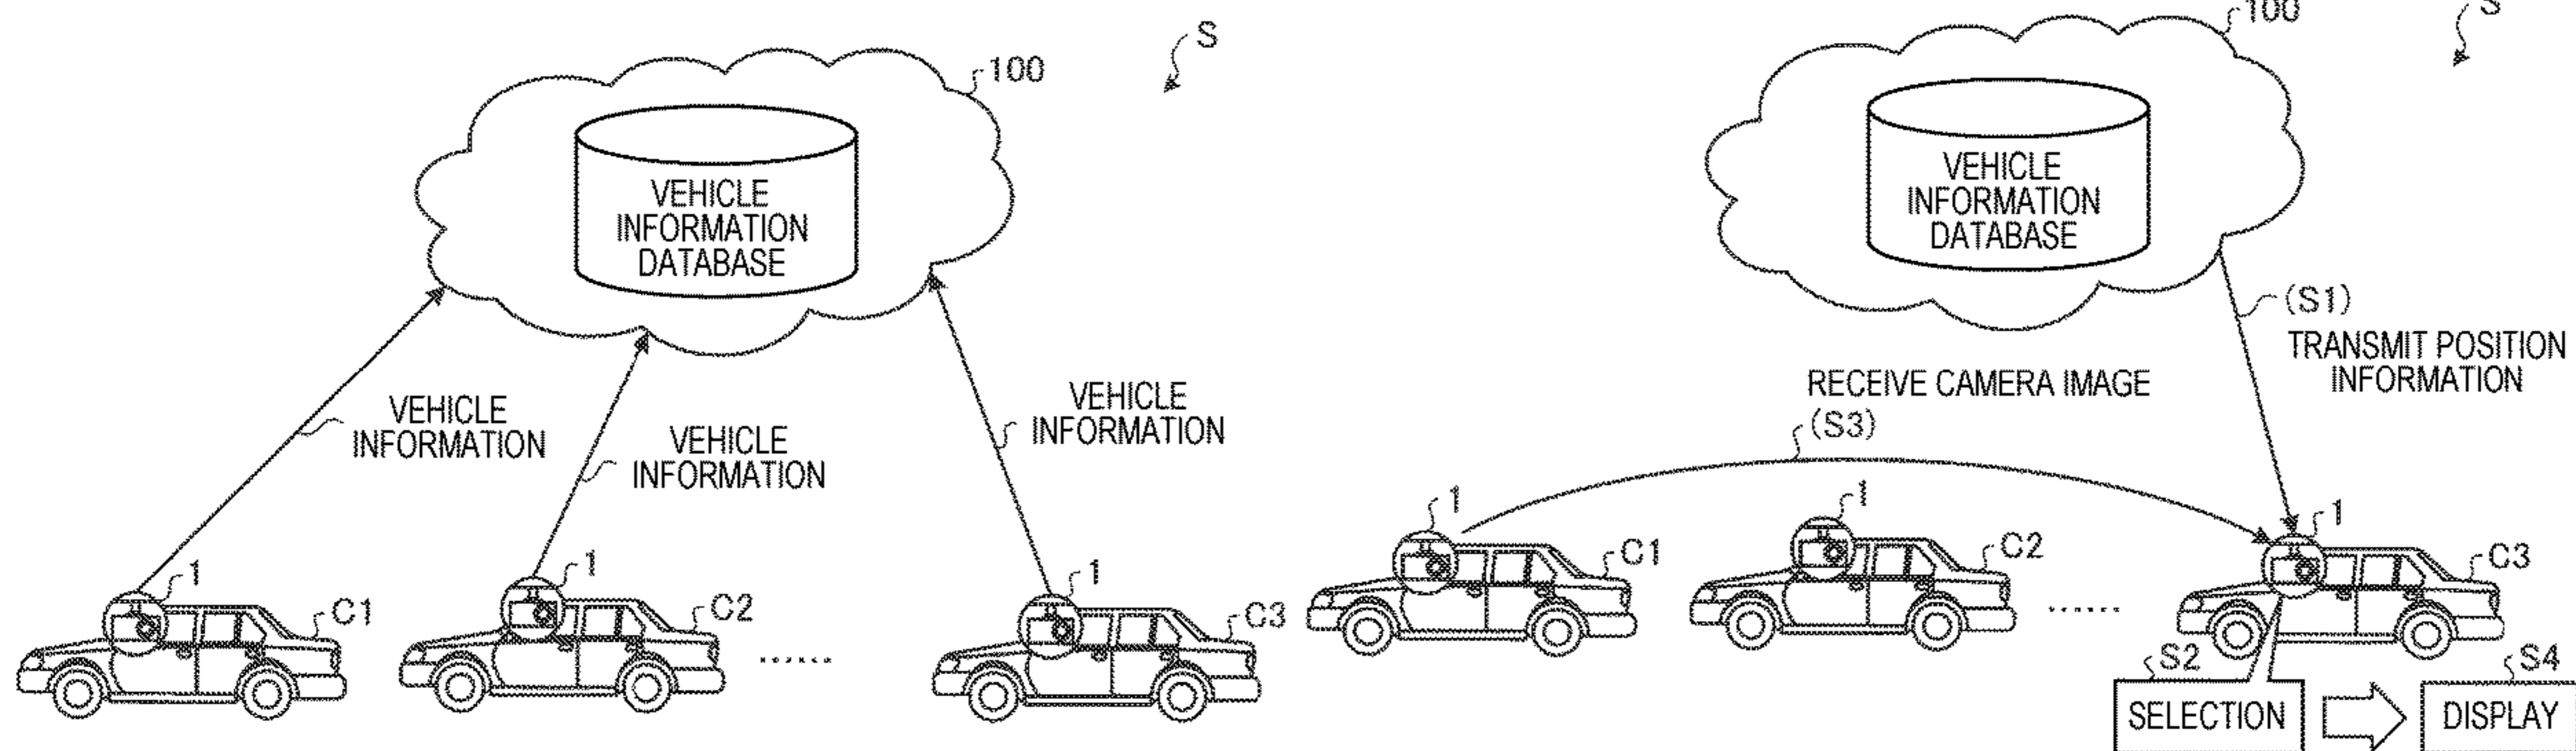 S
100
VEHICLE
INFORMATION
DATABASE
VEHICLE
INFORMATION
VEHICLE
INFORMATION
VEHICLE
INFORMATION
1
C1
1
C2
......
1
C3
S
100
VEHICLE
INFORMATION
DATABASE
(S1)
TRANSMIT POSITION
INFORMATION
RECEIVE CAMERA IMAGE
(S3)
1
C1
1
C2
......
1
C3
S2
SELECTION
S4
DISPLAY